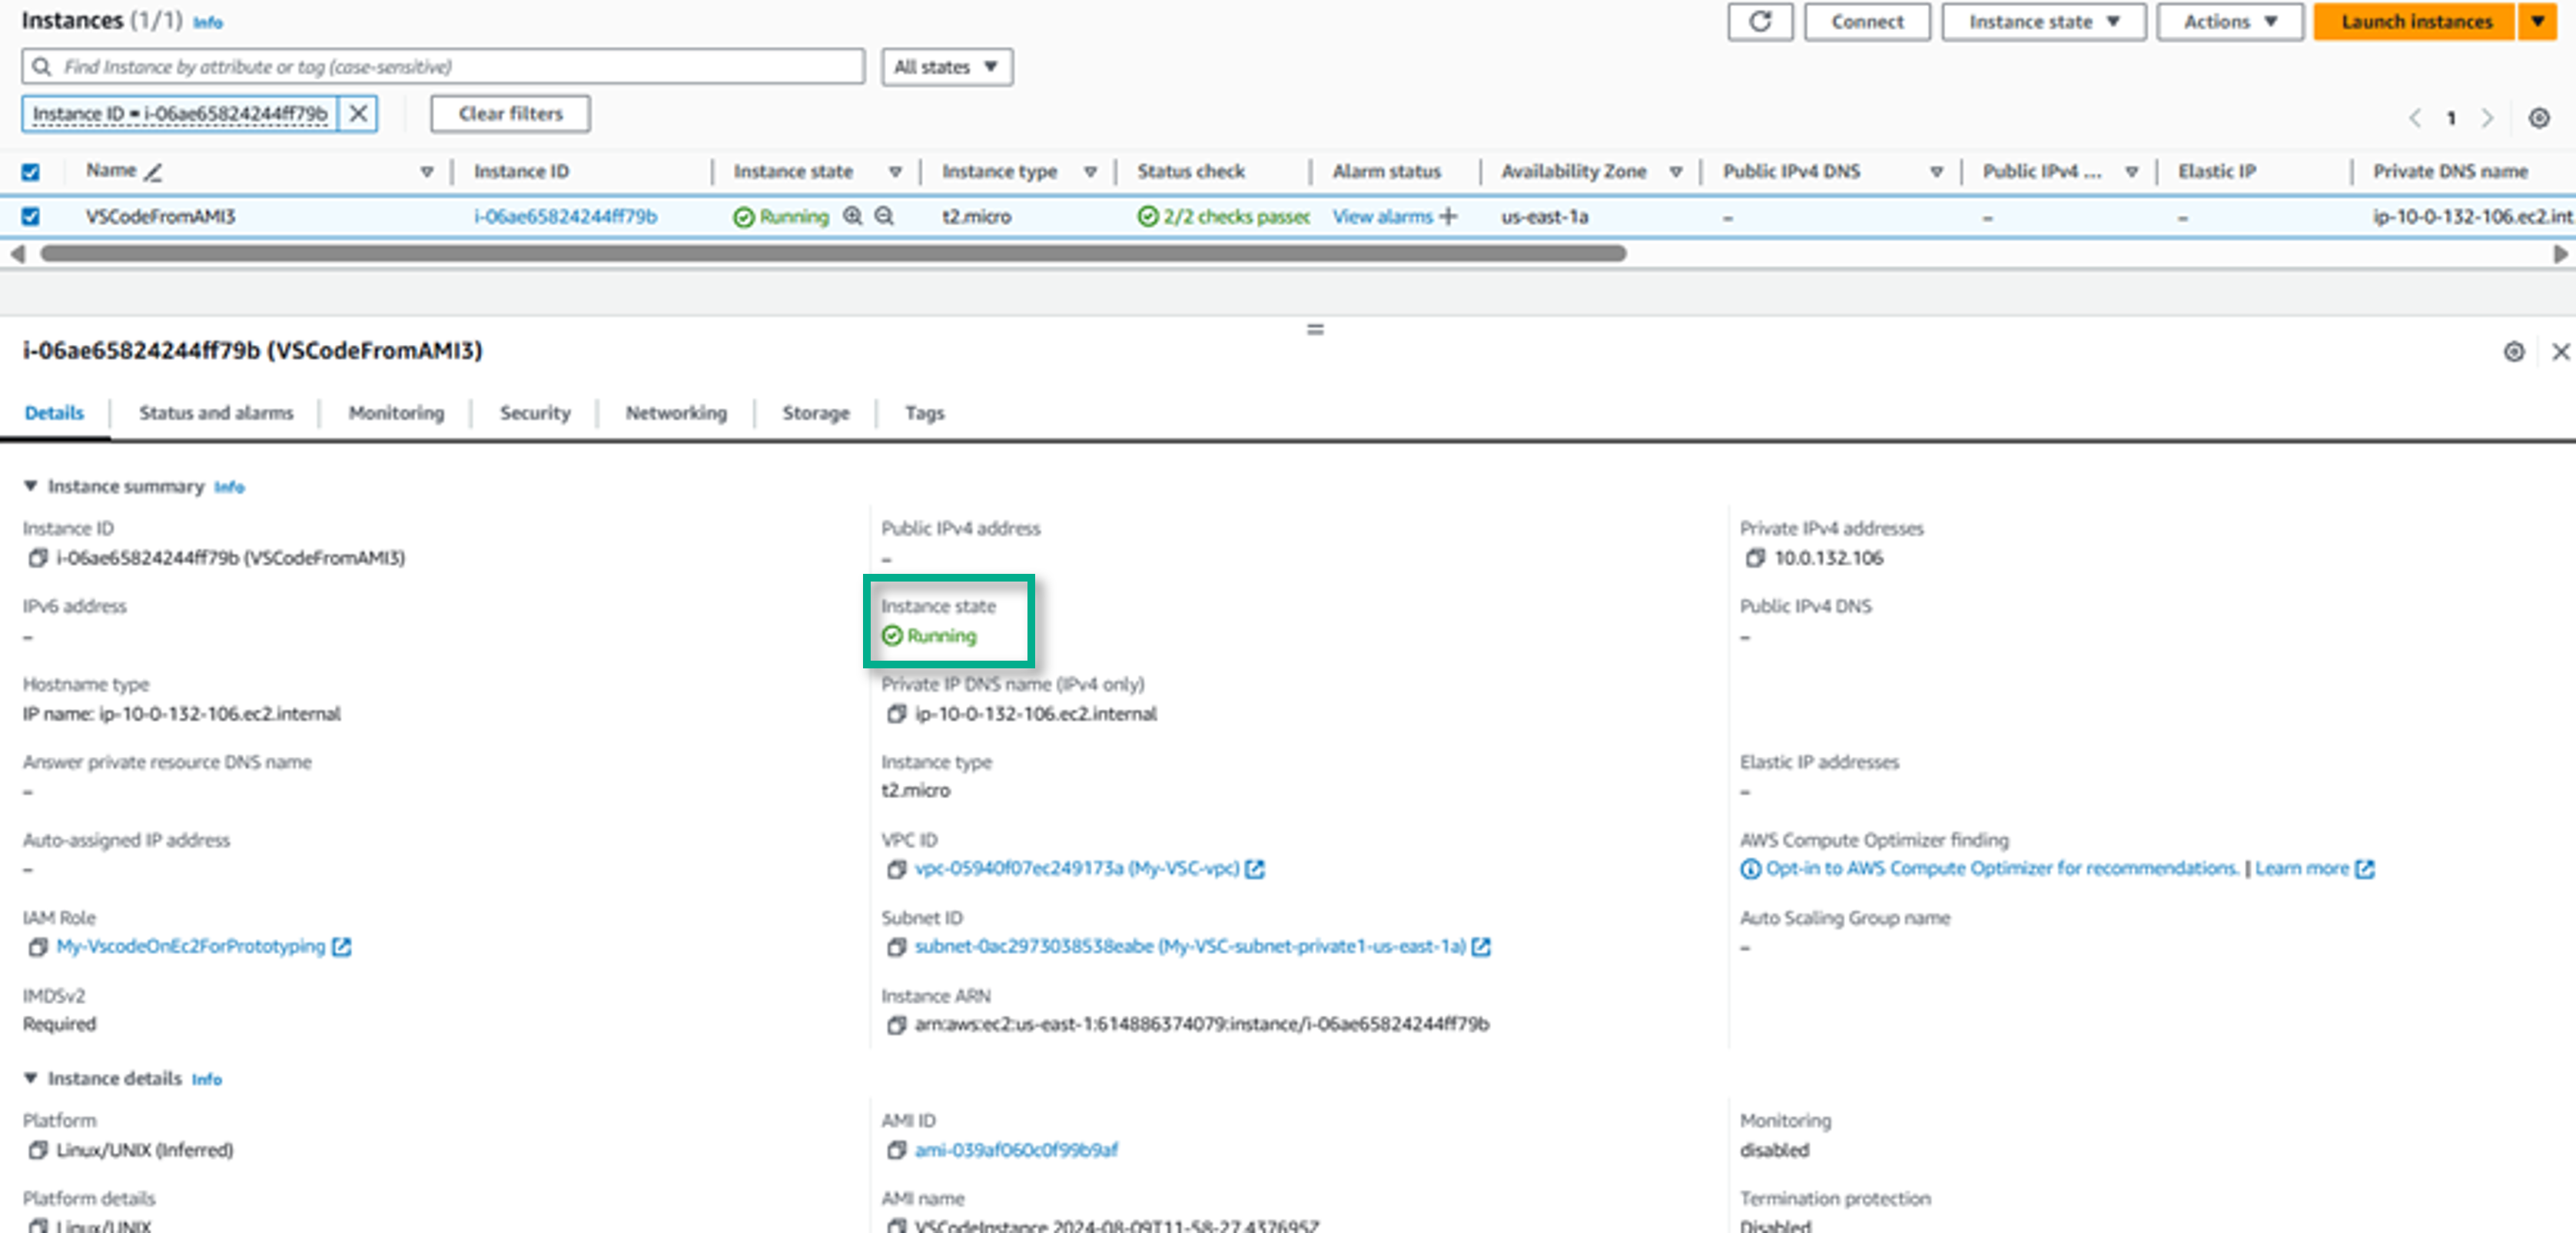 Instances (1/1) Info
Connect
Instance state
Actions
Launch instances
Find Instance by attribute or tag (case-sensitive)
All states
Instance ID = i-06ae65824244ff79b
Clear filters
1
Name Instance ID Instance state Instance type Status check Alarm status Availability Zone Public IPv4 DNS Public IPv4 ... Elastic IP Private DNS name
VSCodeFromAMI3 i-06ae65824244ff79b Running t2.micro 2/2 checks passec View alarms + us-east-1a – – – ip-10-0-132-106.ec2.int
i-06ae65824244ff79b (VSCodeFromAMI3)
Details Status and alarms Monitoring Security Networking Storage Tags
Instance summary Info
Instance ID
i-06ae65824244ff79b (VSCodeFromAMI3)
Public IPv4 address
–
Private IPv4 addresses
10.0.132.106
IPv6 address
–
Instance state
Running
Public IPv4 DNS
–
Hostname type
IP name: ip-10-0-132-106.ec2.internal
Private IP DNS name (IPv4 only)
ip-10-0-132-106.ec2.internal
Answer private resource DNS name
–
Instance type
t2.micro
Elastic IP addresses
–
Auto-assigned IP address
–
VPC ID
vpc-05940f07ec249173a (My-VSC-vpc)
AWS Compute Optimizer finding
Opt-in to AWS Compute Optimizer for recommendations. | Learn more
IAM Role
My-VscodeOnEc2ForPrototyping
Subnet ID
subnet-0ac2973038538eabe (My-VSC-subnet-private1-us-east-1a)
Auto Scaling Group name
–
IMDSv2
Required
Instance ARN
arn:aws:ec2:us-east-1:614886374079:instance/i-06ae65824244ff79b
Instance details Info
Platform
Linux/UNIX (Inferred)
AMI ID
ami-039af060c0f99b9af
Monitoring
disabled
Platform details
Linux/UNIX
AMI name
VSCodeInstance 2024-08-09T11-58-27.437695Z
Termination protection
Disabled